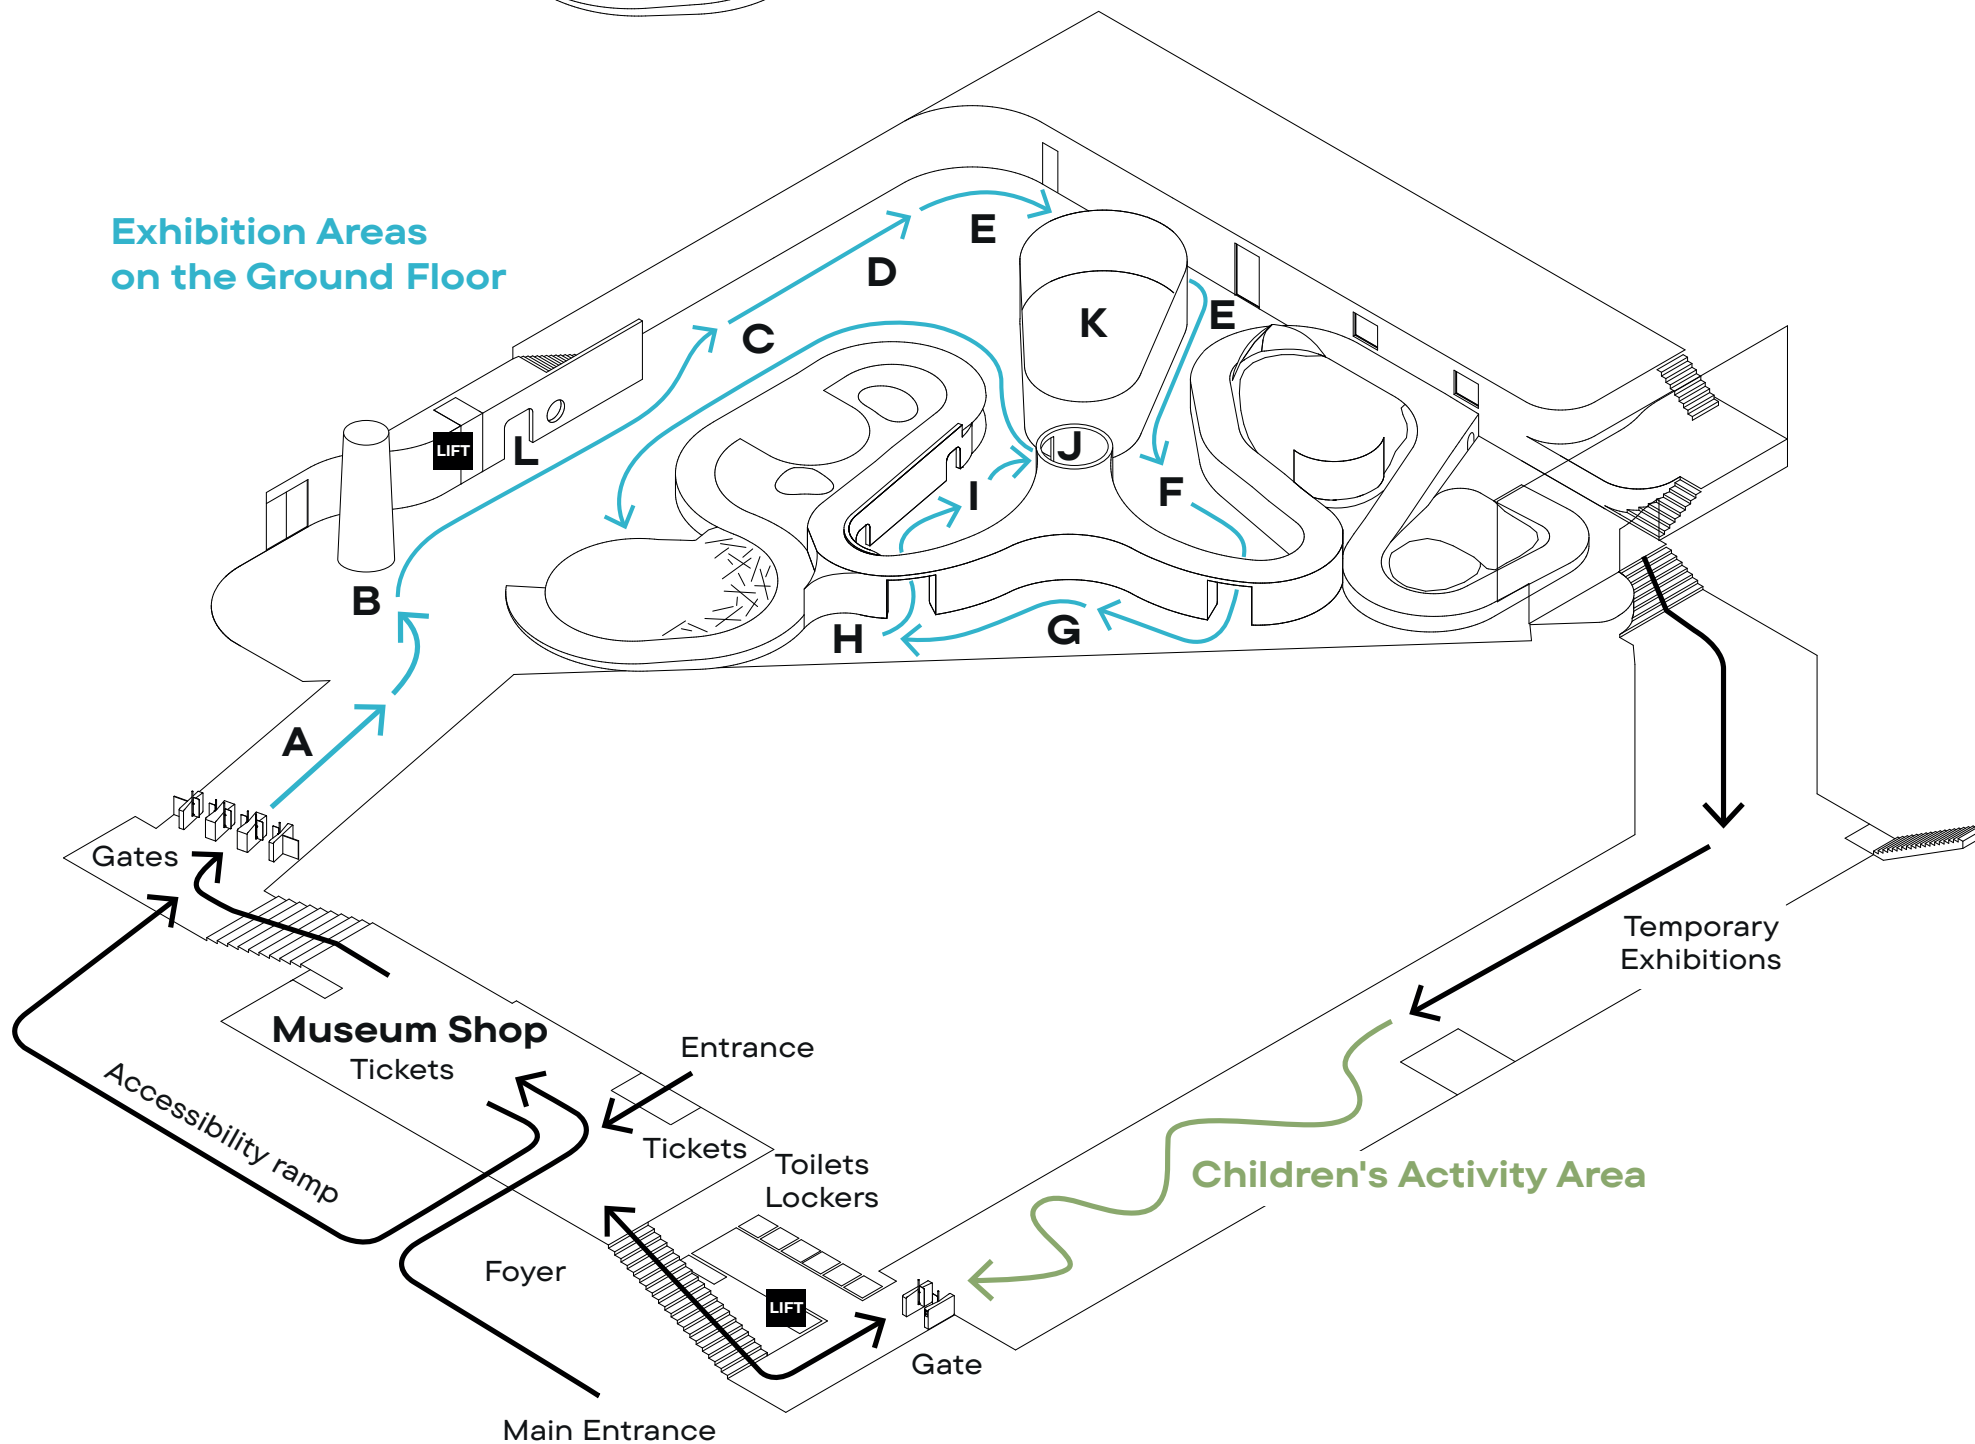 Exhibition Areas
on the Ground Floor
E
D
E
K
C
LIFT
L
J
F
I
B
G
H
A
Gates
Temporary
Exhibitions
Museum Shop
Tickets
Entrance
Accessibility ramp
Tickets
Toilets
Lockers
Children's Activity Area
Foyer
LIFT
Gate
Main Entrance